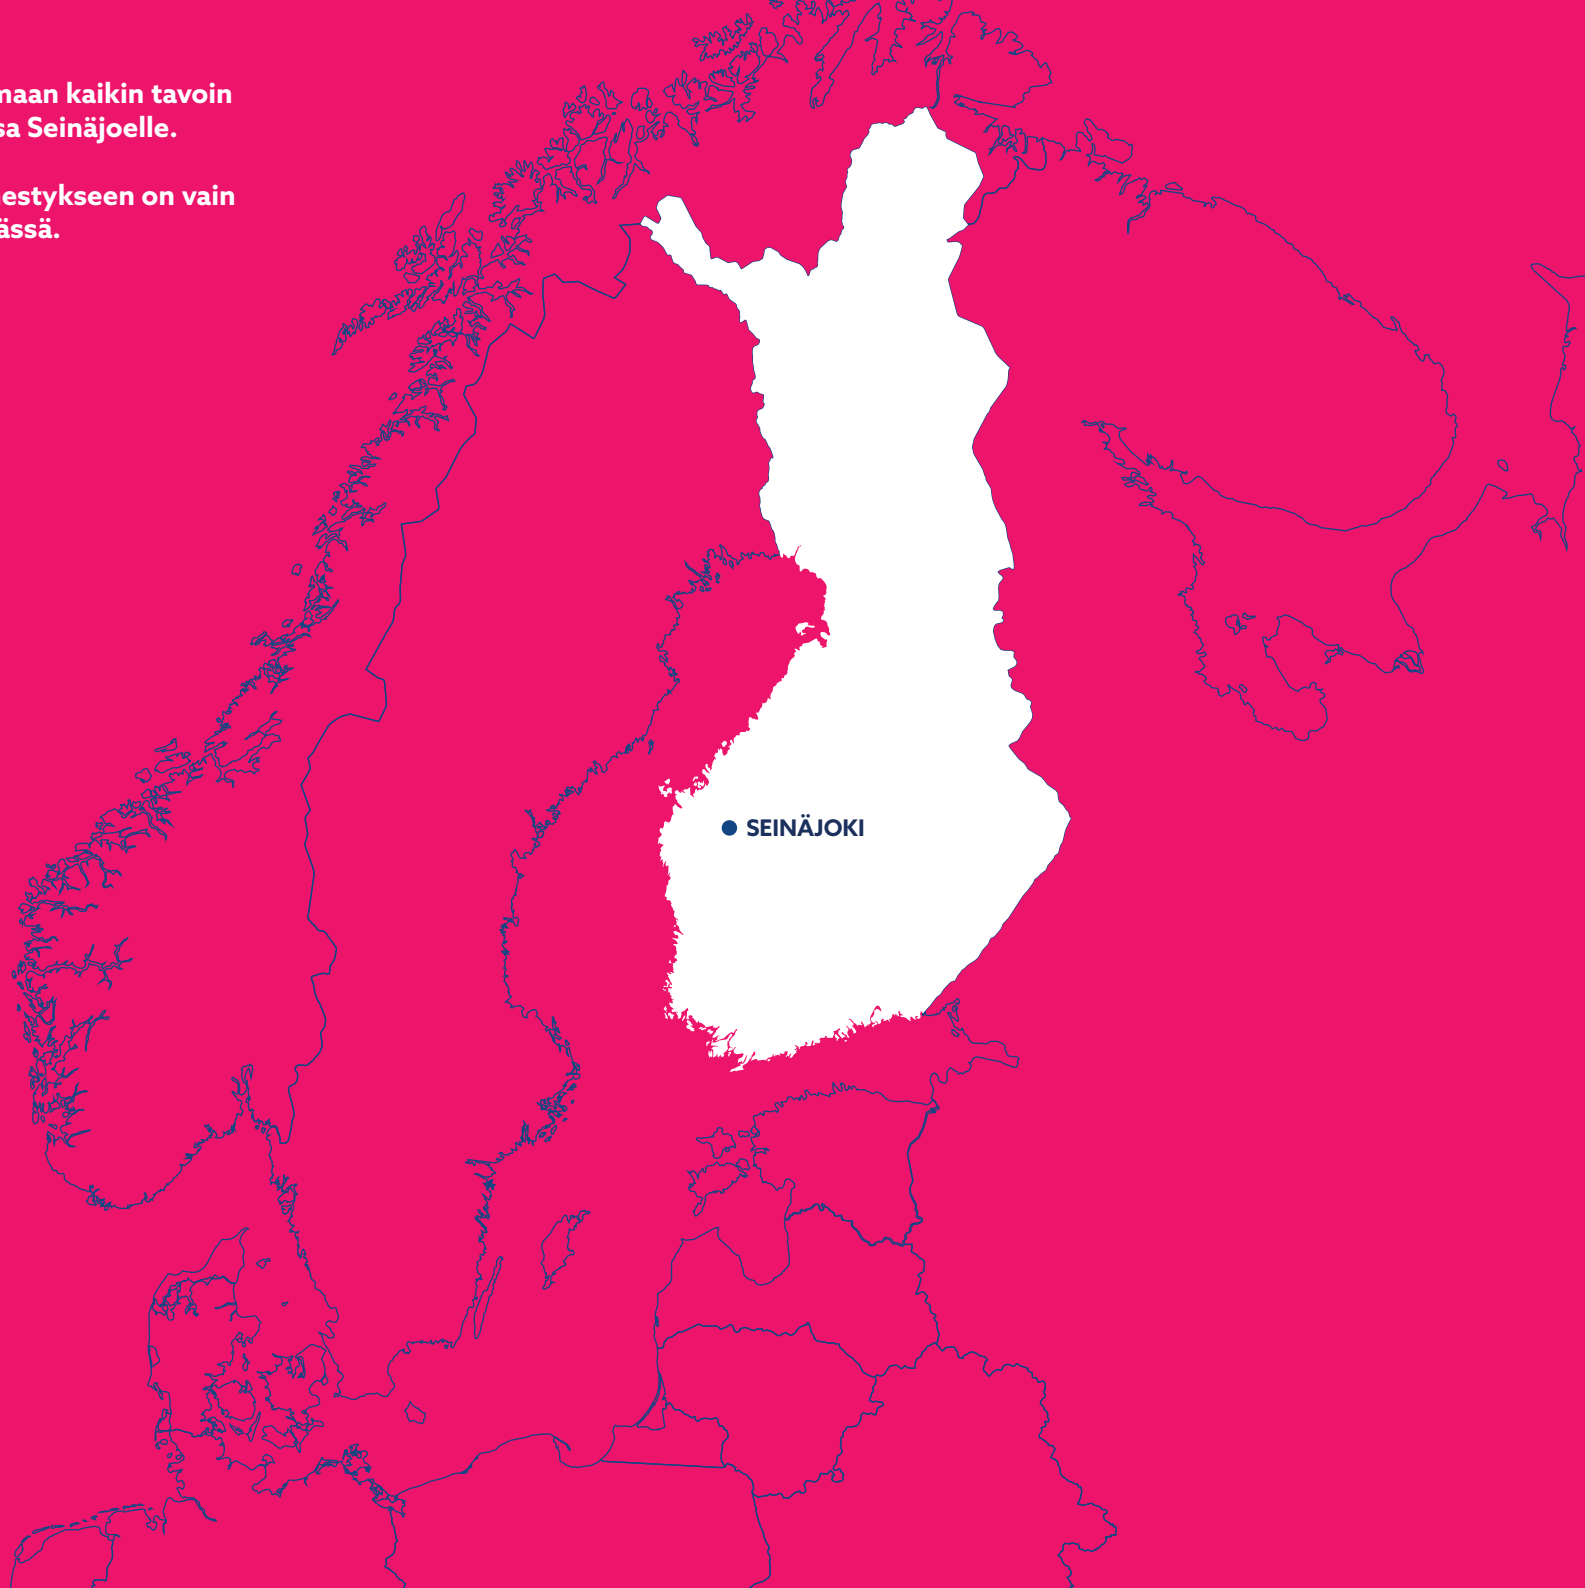 maan kaikin tavoin
sa Seinäjoelle.
estykseen on vain
ässä.
SEINÄJOKI